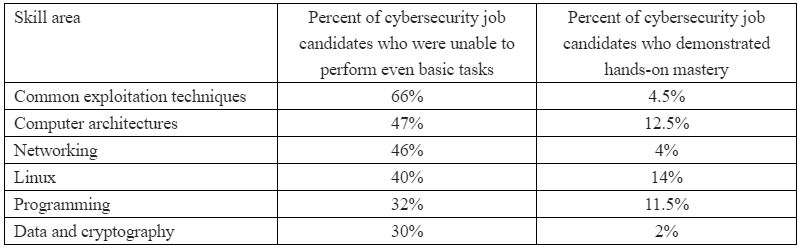 Skill area Percent of cybersecurity job candidates who were unable to perform even basic tasks Percent of cybersecurity job candidates who demonstrated hands-on mastery
Common exploitation techniques 66% 4.5%
Computer architectures 47% 12.5%
Networking 46% 4%
Linux 40% 14%
Programming 32% 11.5%
Data and cryptography 30% 2%